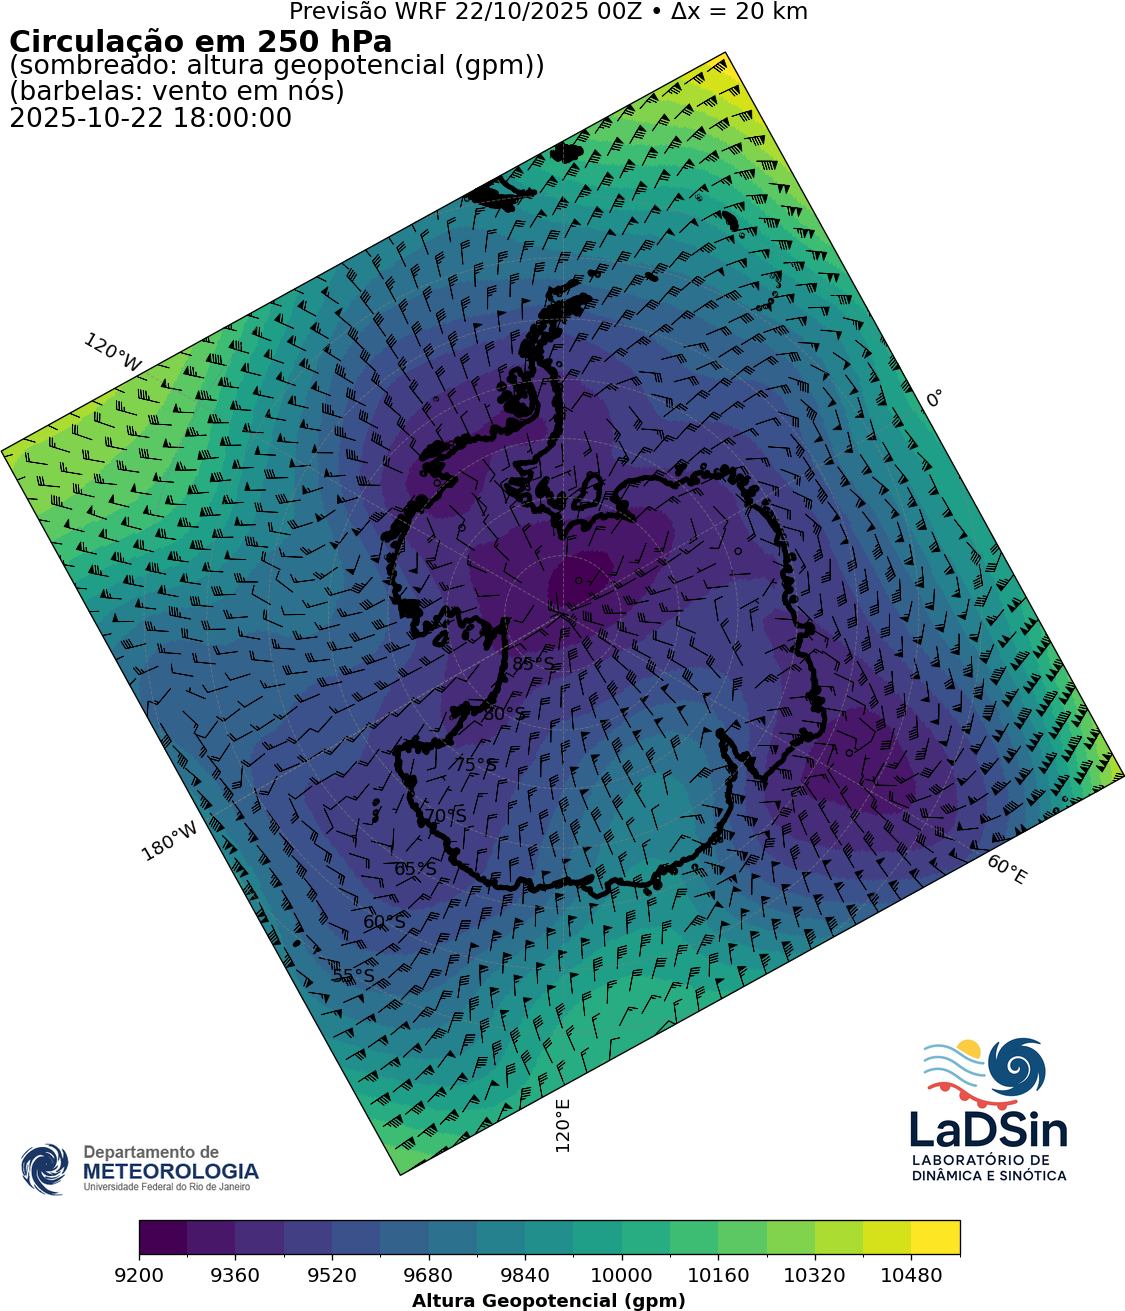 Previsão WRF 22/10/2025 00Z • Δx = 20 km
Circulação em 250 hPa
(sombreado: altura geopotencial (gpm))
(barbelas: vento em nós)
2025-10-22 18:00:00
120°W
0°
85°S
80°S
75°S
70°S
180°W
65°S
60°E
60°S
55°S
120°E
LaDSin
LABORATÓRIO DE
DINÂMICA E SINÓTICA
Departamento de
METEOROLOGIA
Universidade Federal do Rio de Janeiro
9200 9360 9520 9680 9840 10000 10160 10320 10480
Altura Geopotencial (gpm)